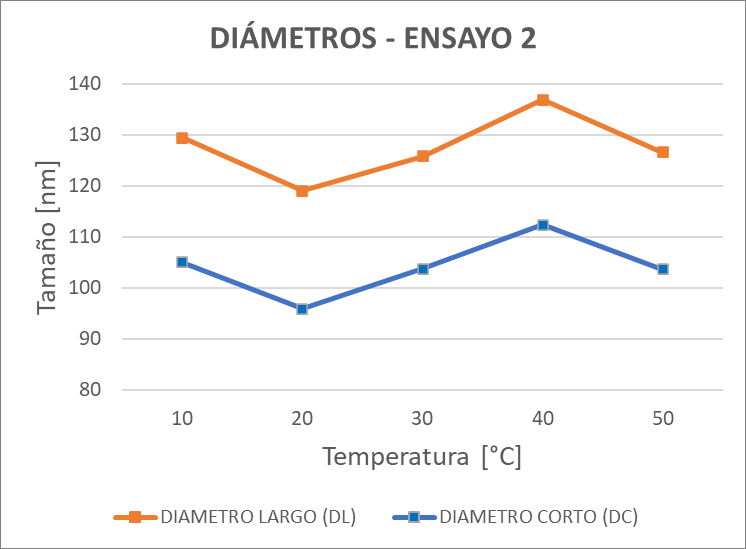 DIÁMETROS - ENSAYO 2
140
130
120
110
100
90
80
Tamaño [nm]
10 20 30 40 50
Temperatura [°C]
DIAMETRO LARGO (DL) DIAMETRO CORTO (DC)